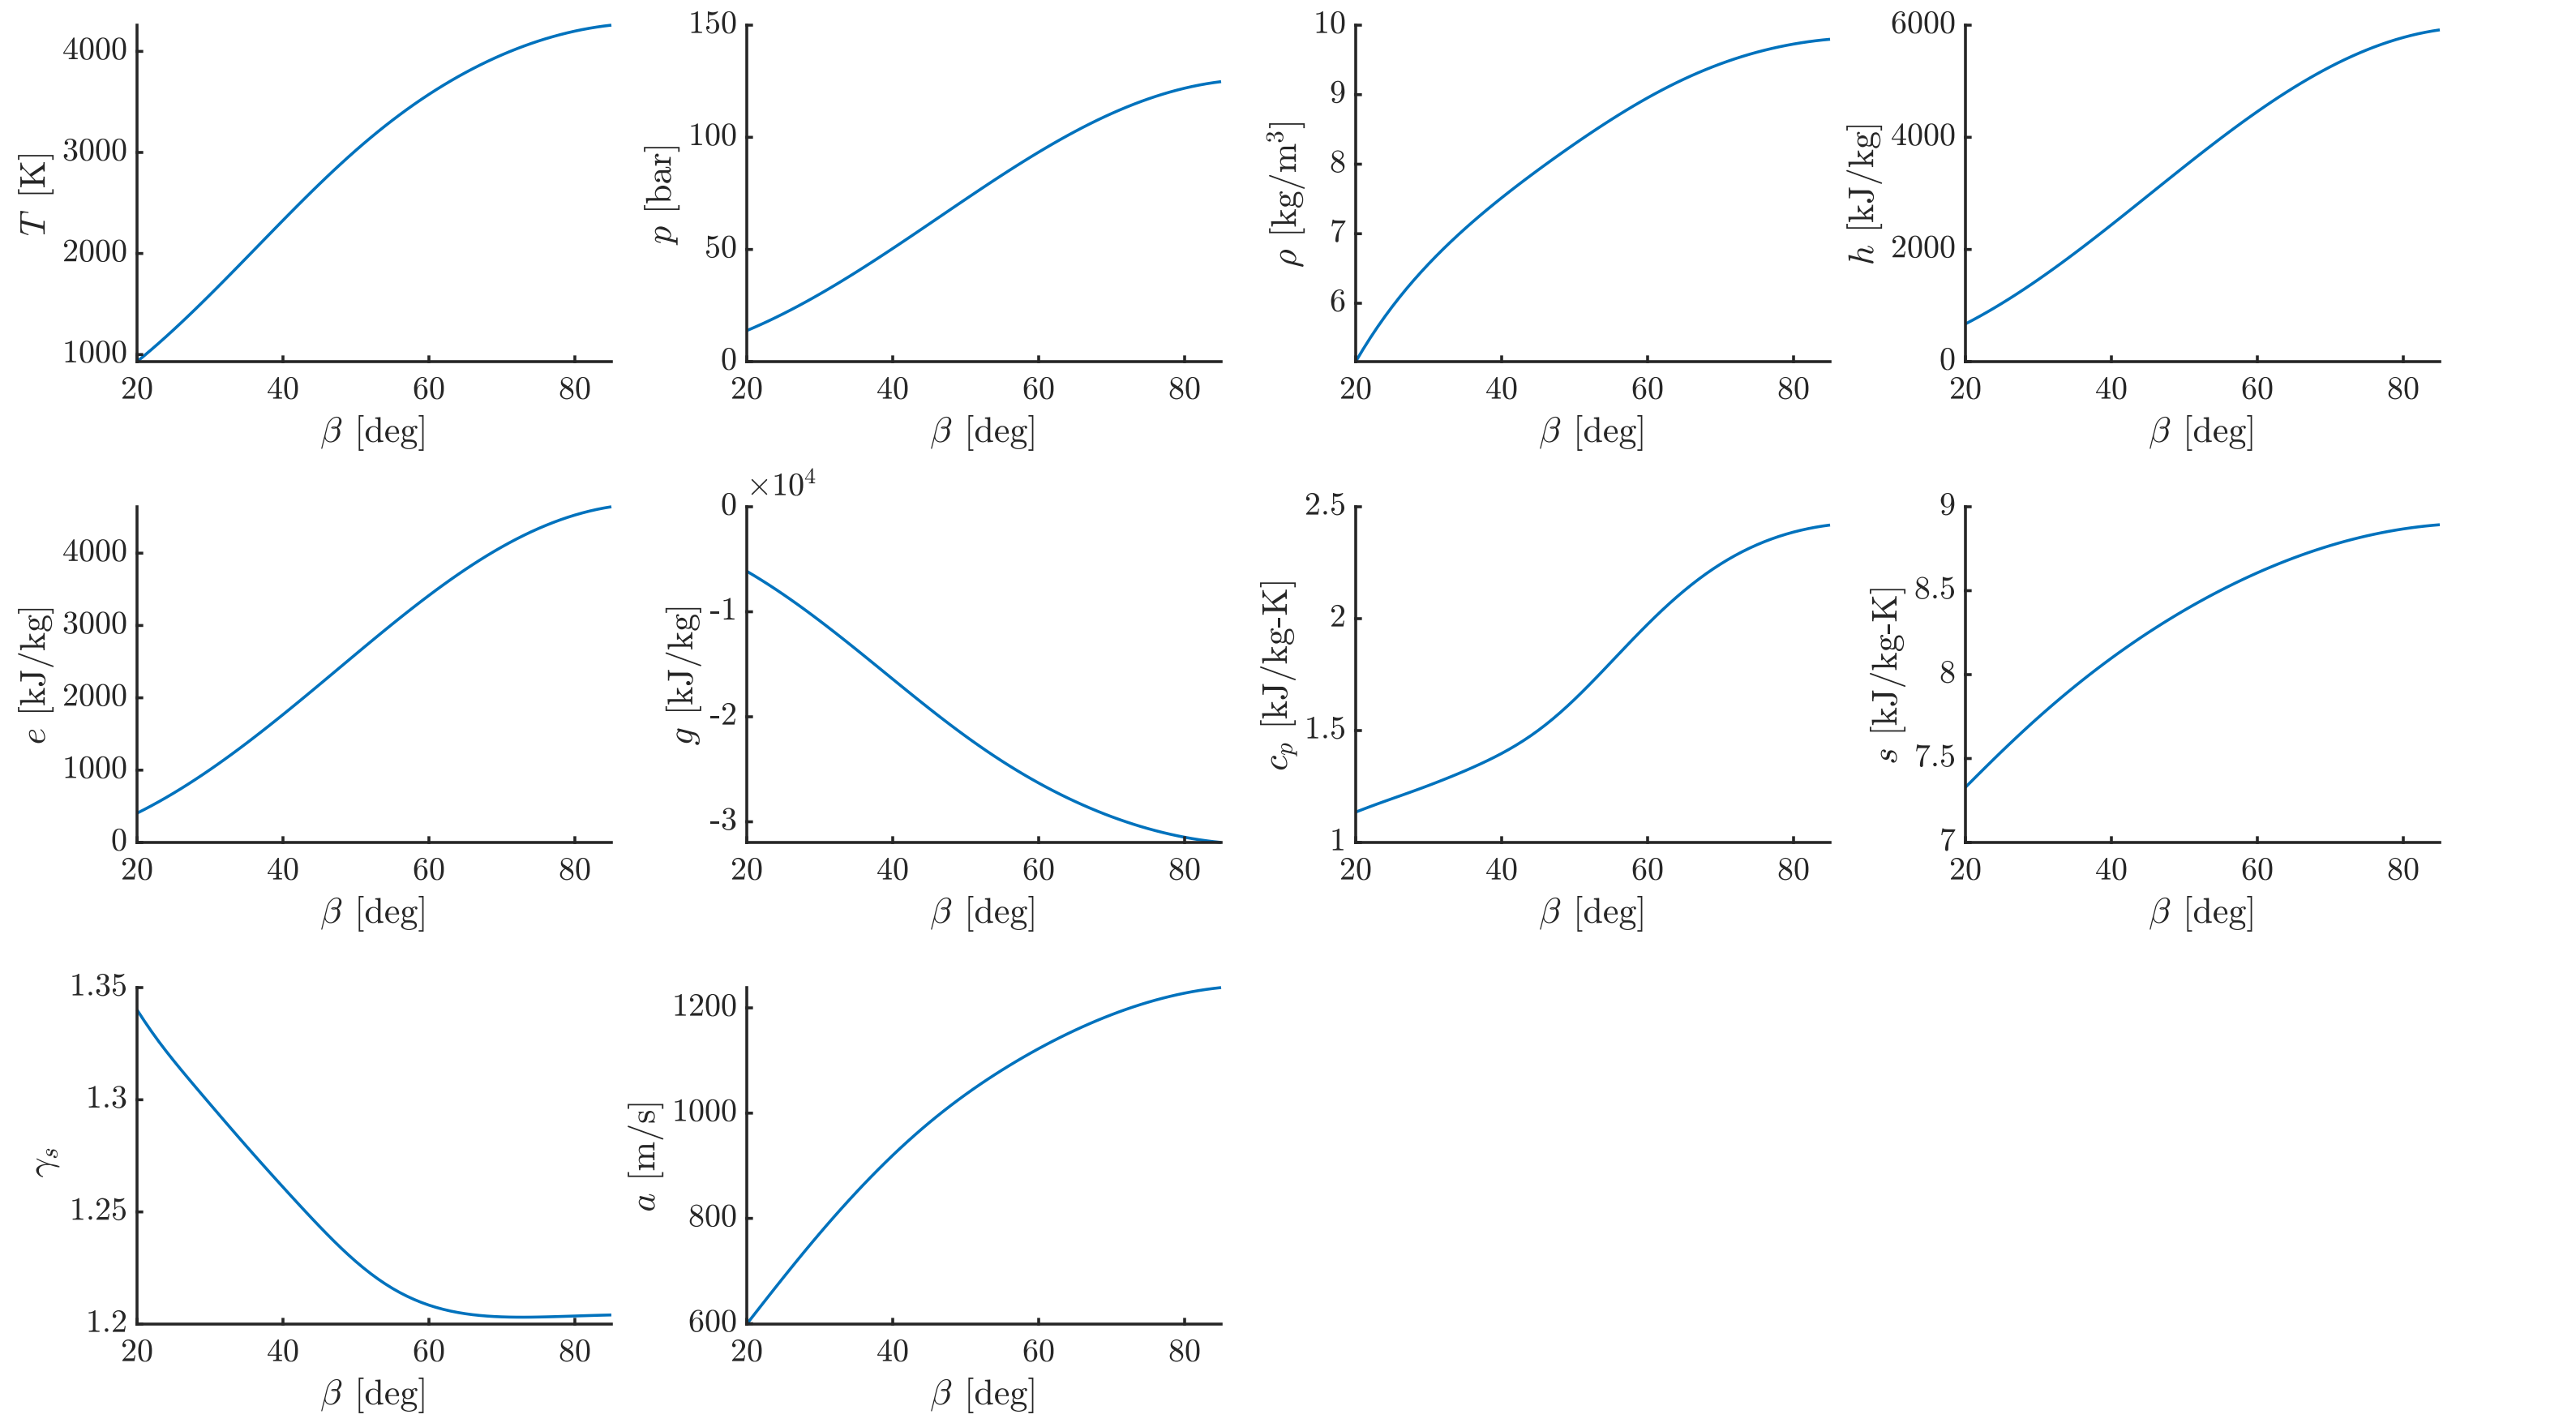 T [K]
4000
3000
2000
1000
20 40 60 80
β [deg]
p [bar]
150
100
50
0
20 40 60 80
β [deg]
ρ [kg/m³]
10
9
8
7
6
20 40 60 80
β [deg]
h [kJ/kg]
6000
4000
2000
0
20 40 60 80
β [deg]
e [kJ/kg]
4000
3000
2000
1000
0
20 40 60 80
β [deg]
×10⁴
g [kJ/kg]
0
-1
-2
-3
20 40 60 80
β [deg]
cₚ [kJ/kg-K]
2.5
2
1.5
1
20 40 60 80
β [deg]
s [kJ/kg-K]
9
8.5
8
7.5
7
20 40 60 80
β [deg]
γₛ
1.35
1.3
1.25
1.2
20 40 60 80
β [deg]
a [m/s]
1200
1000
800
600
20 40 60 80
β [deg]